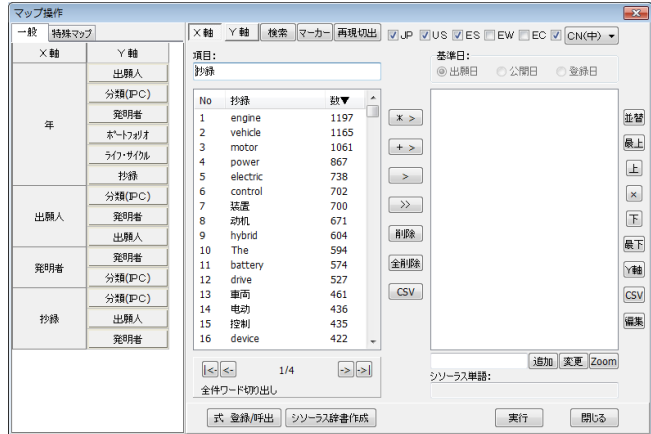 マップ操作
一般 特殊マップ
X軸 Y軸
年
出願人
分類(IPC)
発明者
ポートフォリオ
ライフ・サイクル
抄録
出願人
分類(IPC)
発明者
出願人
発明者
発明者
分類(IPC)
抄録
分類(IPC)
出願人
発明者
X軸 Y軸 検索 マーカー 再現切出 JP US ES EW EC CN(中)
項目:
抄録
基準日:
出願日 公開日 登録日
No 抄録 数▼
1 engine 1197
2 vehicle 1165
3 motor 1061
4 power 867
5 electric 738
6 control 702
7 装置 700
8 动机 671
9 hybrid 604
10 The 594
11 battery 574
12 drive 527
13 車両 461
14 电动 436
15 控制 435
16 device 422
* >
+ >
>
>>
削除
全削除
CSV
並替
最上
上
×
下
最下
Y軸
CSV
編集
|<- <- 1/4 -> ->|
全件ワード切り出し
追加 変更 Zoom
シソーラス単語:
式 登録/呼出 シソーラス辞書作成 実行 閉じる